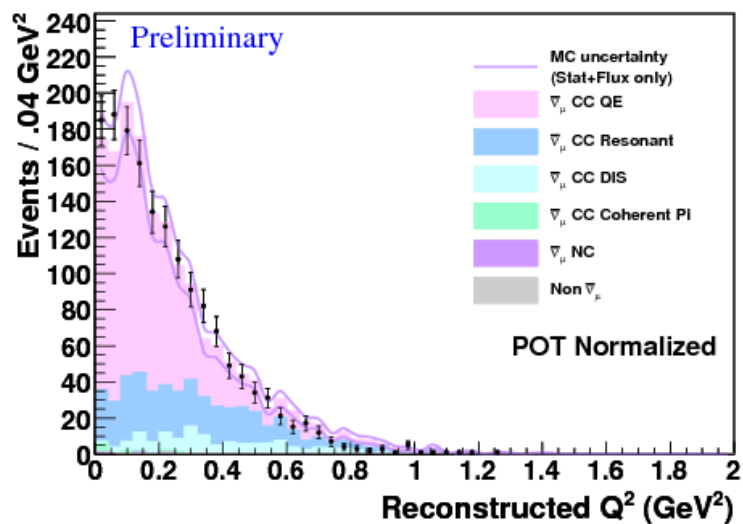 Preliminary
MC uncertainty
(Stat+Flux only)
ν̅μ CC QE
ν̅μ CC Resonant
ν̅μ CC DIS
ν̅μ CC Coherent Pi
ν̅μ NC
Non ν̅μ
POT Normalized
Events / .04 GeV²
240
220
200
180
160
140
120
100
80
60
40
20
0
0 0.2 0.4 0.6 0.8 1 1.2 1.4 1.6 1.8 2
Reconstructed Q² (GeV²)